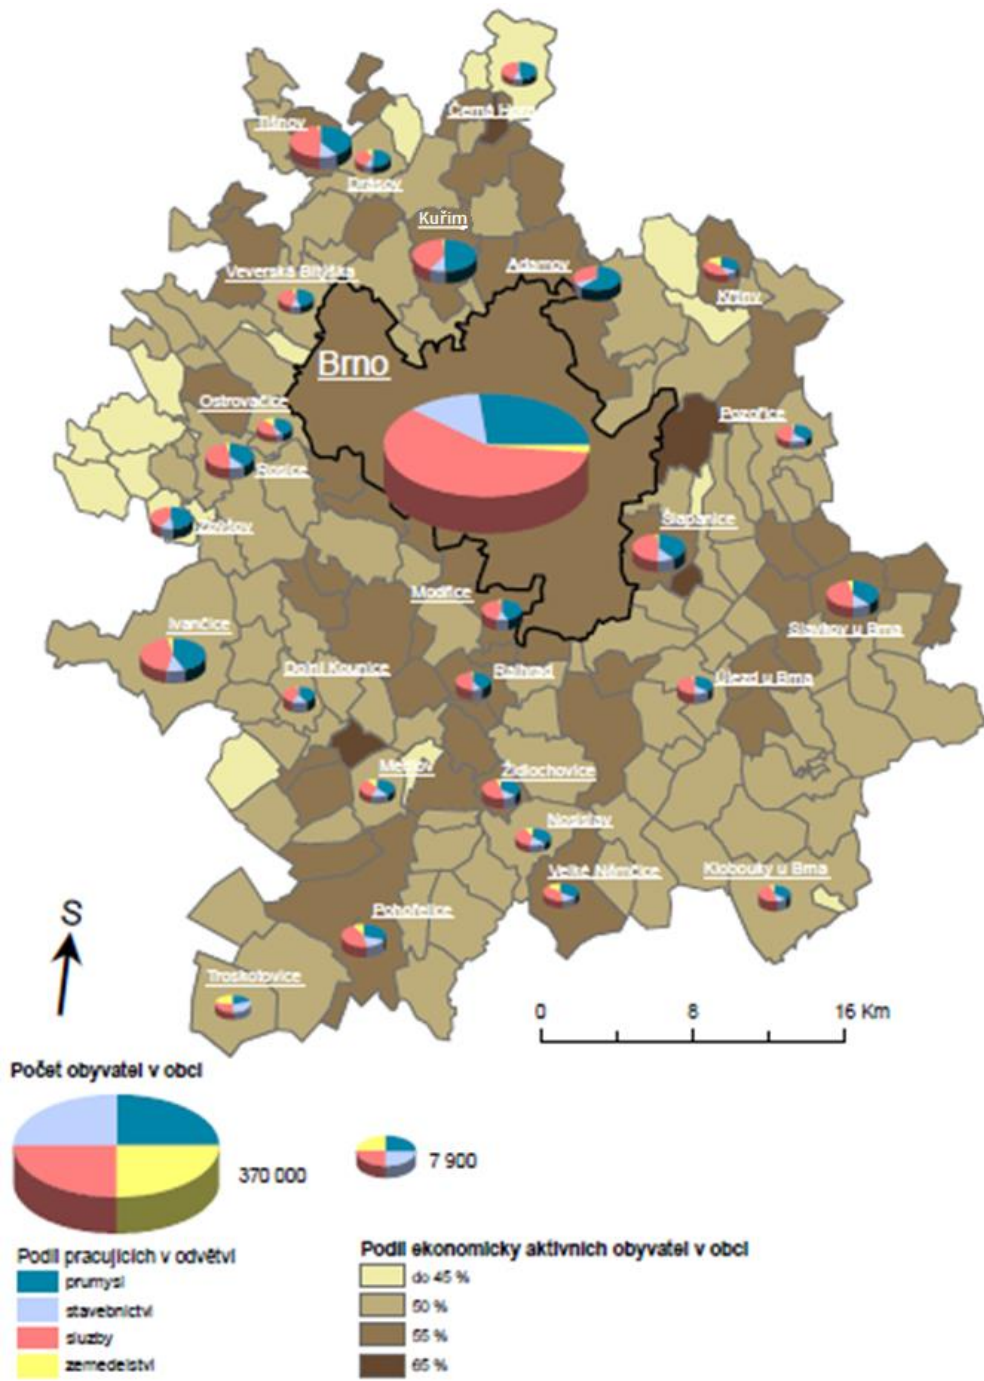 Černá Hora
Tišnov
Drásov
Kuřim
Adamov
Veverská Bítýška
Křtiny
Brno
Ostrovačice
Pozořice
Rosice
Šlapanice
Zbýšov
Modřice
Ivančice
Slavkov u Brna
Dolní Kounice
Rajhrad
Újezd u Brna
Židlochovice
Nosislav
Velké Němčice
Klobouky u Brna
Pohořelice
S
Troskotovice
0 8 16 Km
Počet obyvatel v obci
370 000
7 900
Podíl pracujících v odvětví
prumysl
stavebnictví
sluzby
zemedelství
Podíl ekonomicky aktivních obyvatel v obci
do 45 %
50 %
55 %
65 %